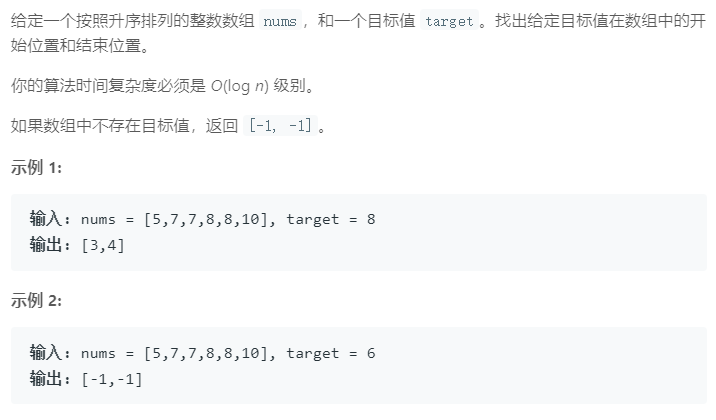 给定一个按照升序排列的整数数组 nums，和一个目标值 target。找出给定目标值在数组中的开
始位置和结束位置。
你的算法时间复杂度必须是 O(log n) 级别。
如果数组中不存在目标值，返回 [-1, -1]。
示例 1:
输入: nums = [5,7,7,8,8,10], target = 8
输出: [3,4]
示例 2:
输入: nums = [5,7,7,8,8,10], target = 6
输出: [-1,-1]